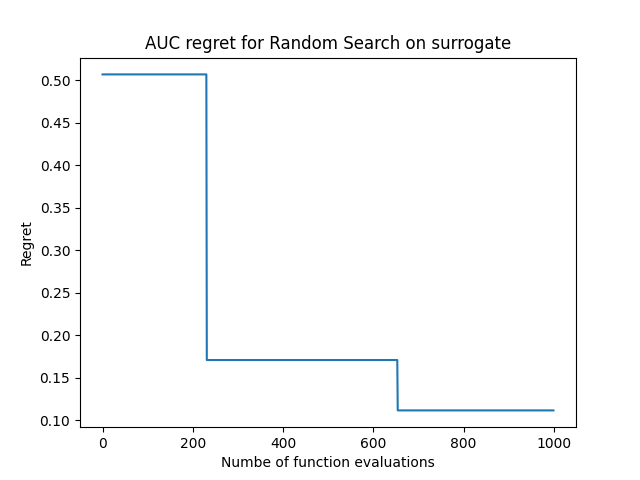 AUC regret for Random Search on surrogate
0.50
0.45
0.40
0.35
0.30
0.25
0.20
0.15
0.10
Regret
0 200 400 600 800 1000
Numbe of function evaluations